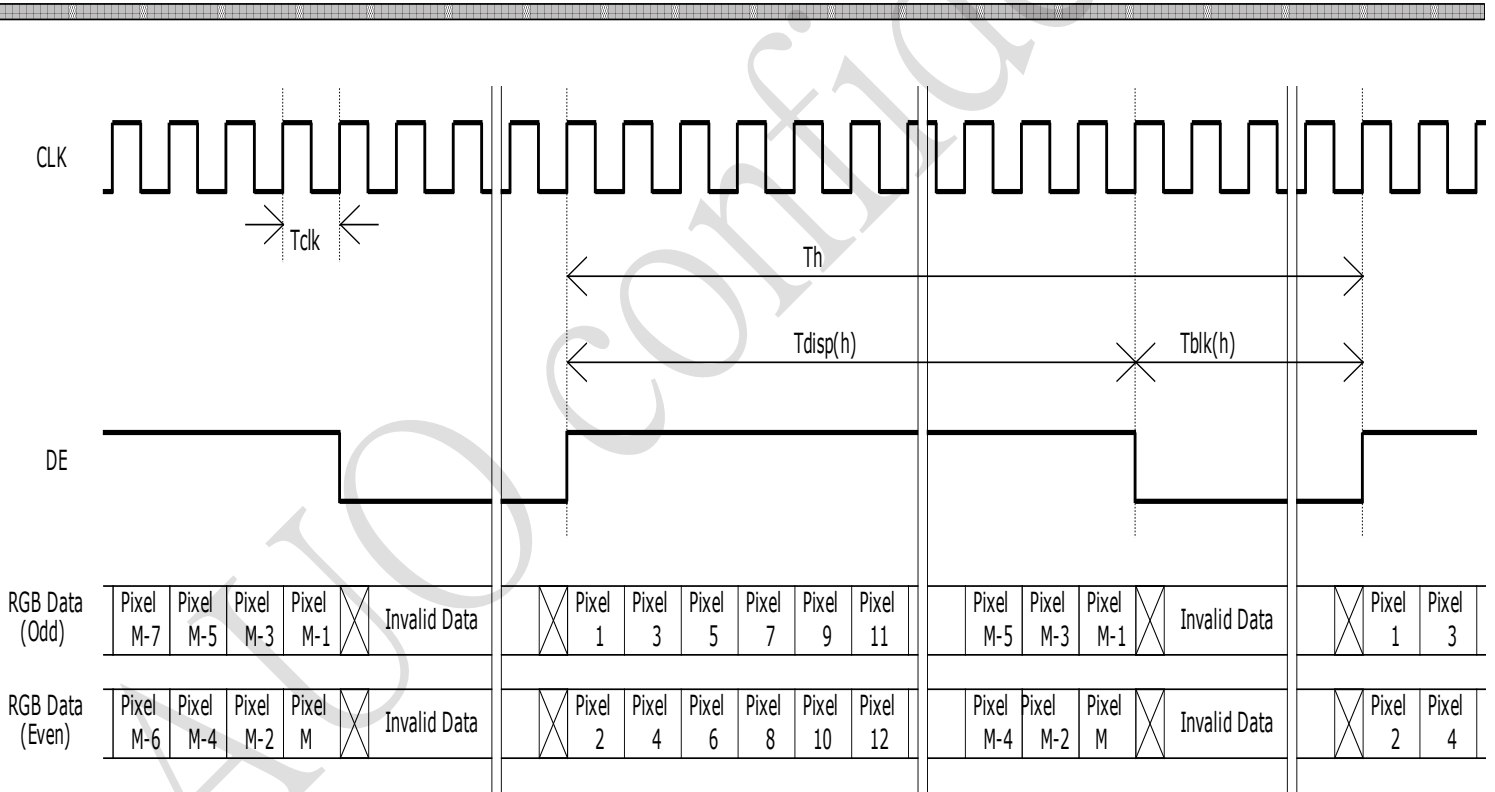 AUO confide
CLK
Tclk
Th
Tdisp(h)
Tblk(h)
DE
RGB Data
(Odd)
Pixel M-7
Pixel M-5
Pixel M-3
Pixel M-1
Invalid Data
Pixel 1
Pixel 3
Pixel 5
Pixel 7
Pixel 9
Pixel 11
Pixel M-5
Pixel M-3
Pixel M-1
Invalid Data
Pixel 1
Pixel 3
RGB Data
(Even)
Pixel M-6
Pixel M-4
Pixel M-2
Pixel M
Invalid Data
Pixel 2
Pixel 4
Pixel 6
Pixel 8
Pixel 10
Pixel 12
Pixel M-4
Pixel M-2
Pixel M
Invalid Data
Pixel 2
Pixel 4